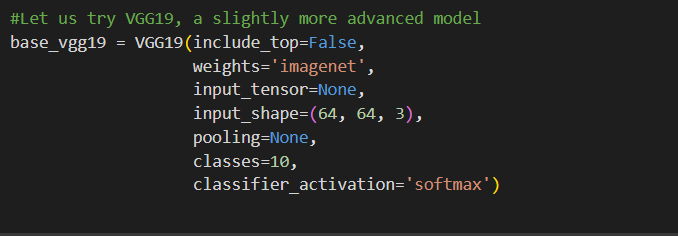 #Let us try VGG19, a slightly more advanced model
base_vgg19 = VGG19(include_top=False,
                   weights='imagenet',
                   input_tensor=None,
                   input_shape=(64, 64, 3),
                   pooling=None,
                   classes=10,
                   classifier_activation='softmax')